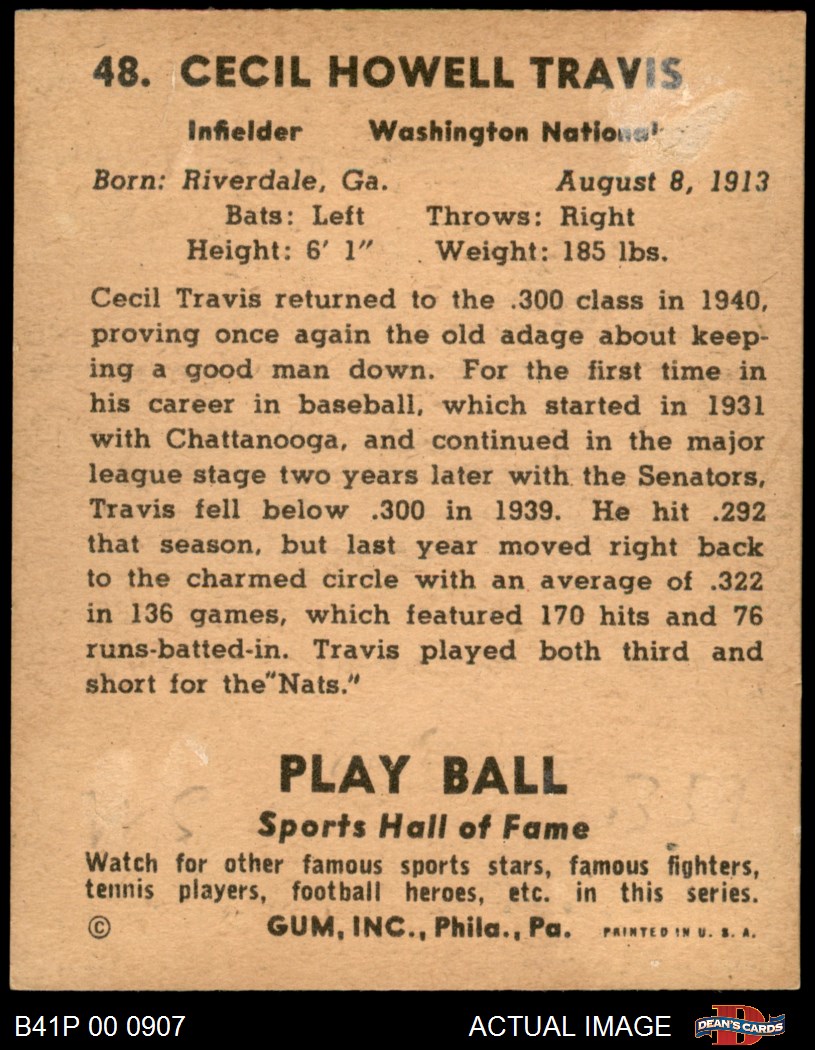 48. CECIL HOWELL TRAVIS
Infielder Washington National
Born: Riverdale, Ga. August 8, 1913
Bats: Left Throws: Right
Height: 6' 1" Weight: 185 lbs.
Cecil Travis returned to the .300 class in 1940,
proving once again the old adage about keep-
ing a good man down. For the first time in
his career in baseball, which started in 1931
with Chattanooga, and continued in the major
league stage two years later with the Senators,
Travis fell below .300 in 1939. He hit .292
that season, but last year moved right back
to the charmed circle with an average of .322
in 136 games, which featured 170 hits and 76
runs-batted-in. Travis played both third and
short for the "Nats."
PLAY BALL
Sports Hall of Fame
Watch for other famous sports stars, famous fighters,
tennis players, football heroes, etc. in this series.
© GUM, INC., Phila., Pa. PRINTED IN U. S. A.
B41P 00 0907 ACTUAL IMAGE DEAN'S CARDS